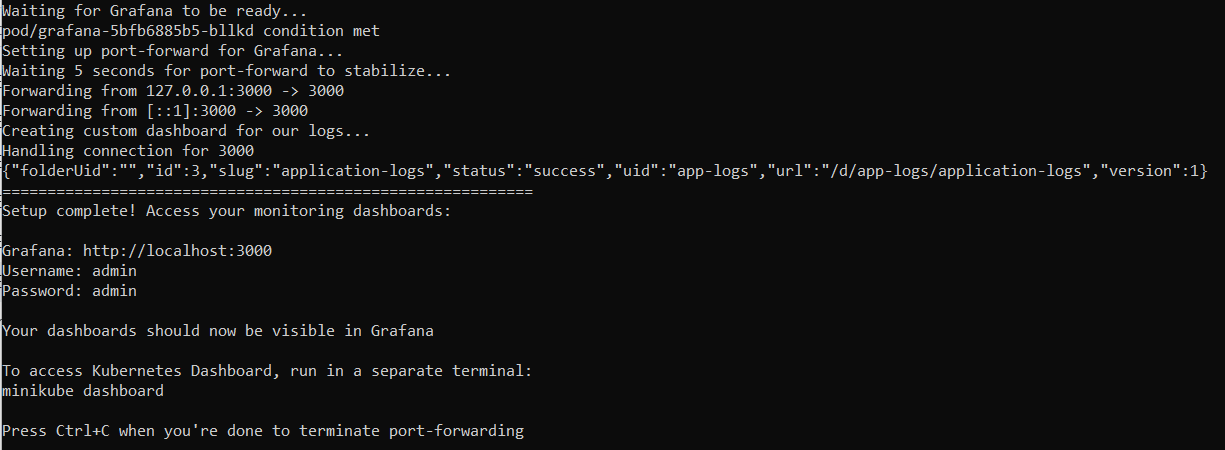 Waiting for Grafana to be ready...
pod/grafana-5bfb6885b5-bllkd condition met
Setting up port-forward for Grafana...
Waiting 5 seconds for port-forward to stabilize...
Forwarding from 127.0.0.1:3000 -> 3000
Forwarding from [::1]:3000 -> 3000
Creating custom dashboard for our logs...
Handling connection for 3000
{"folderUid":"","id":3,"slug":"application-logs","status":"success","uid":"app-logs","url":"/d/app-logs/application-logs","version":1}
===========================================================
Setup complete! Access your monitoring dashboards:
Grafana: http://localhost:3000
Username: admin
Password: admin
Your dashboards should now be visible in Grafana
To access Kubernetes Dashboard, run in a separate terminal:
minikube dashboard
Press Ctrl+C when you're done to terminate port-forwarding